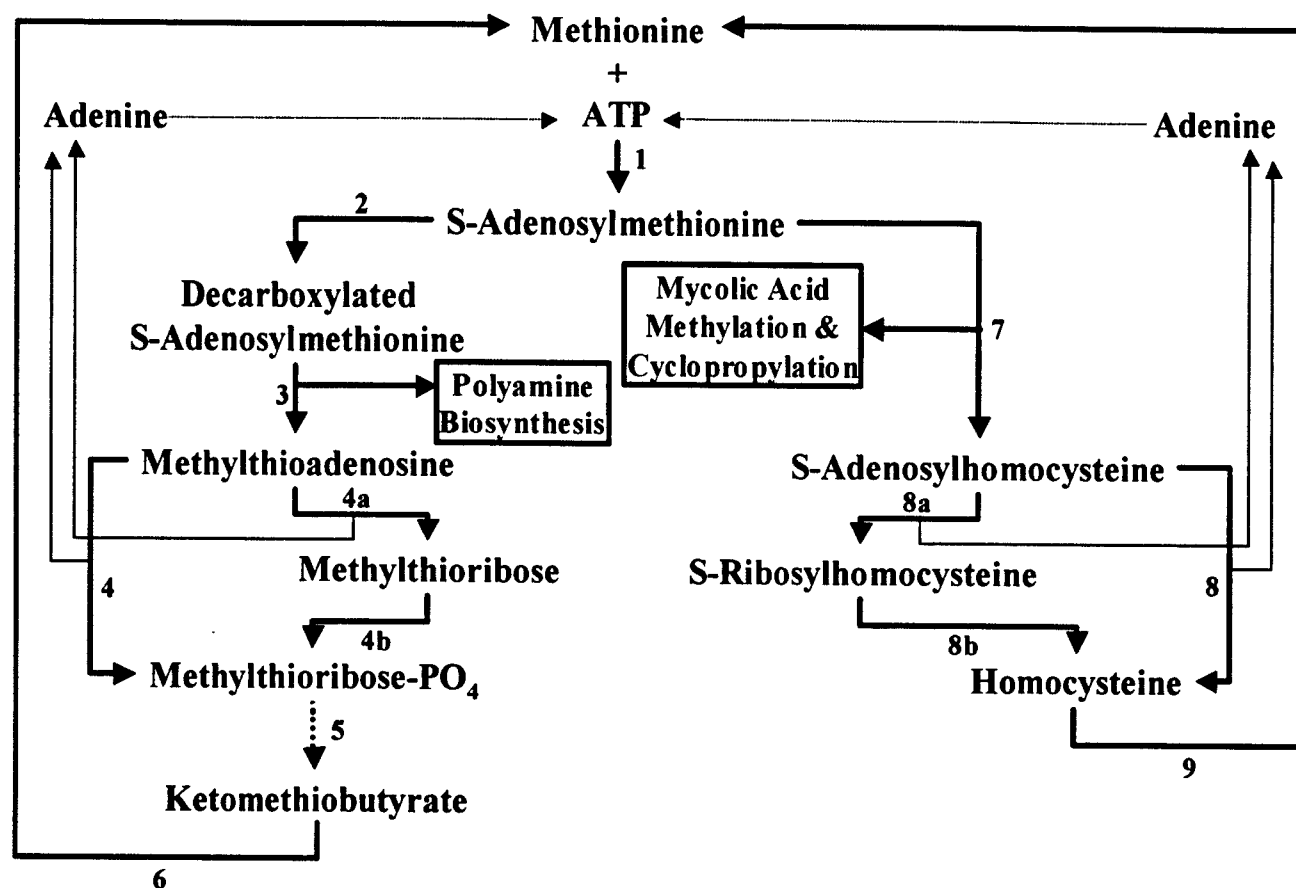 Methionine
+
Adenine
ATP
Adenine
1
2
S-Adenosylmethionine
Decarboxylated
S-Adenosylmethionine
Mycolic Acid
Methylation &
Cyclopropylation
7
3
Polyamine
Biosynthesis
Methylthioadenosine
S-Adenosylhomocysteine
4a
8a
Methylthioribose
S-Ribosylhomocysteine
4
8
4b
8b
Methylthioribose-PO₄
Homocysteine
5
9
Ketomethiobutyrate
6